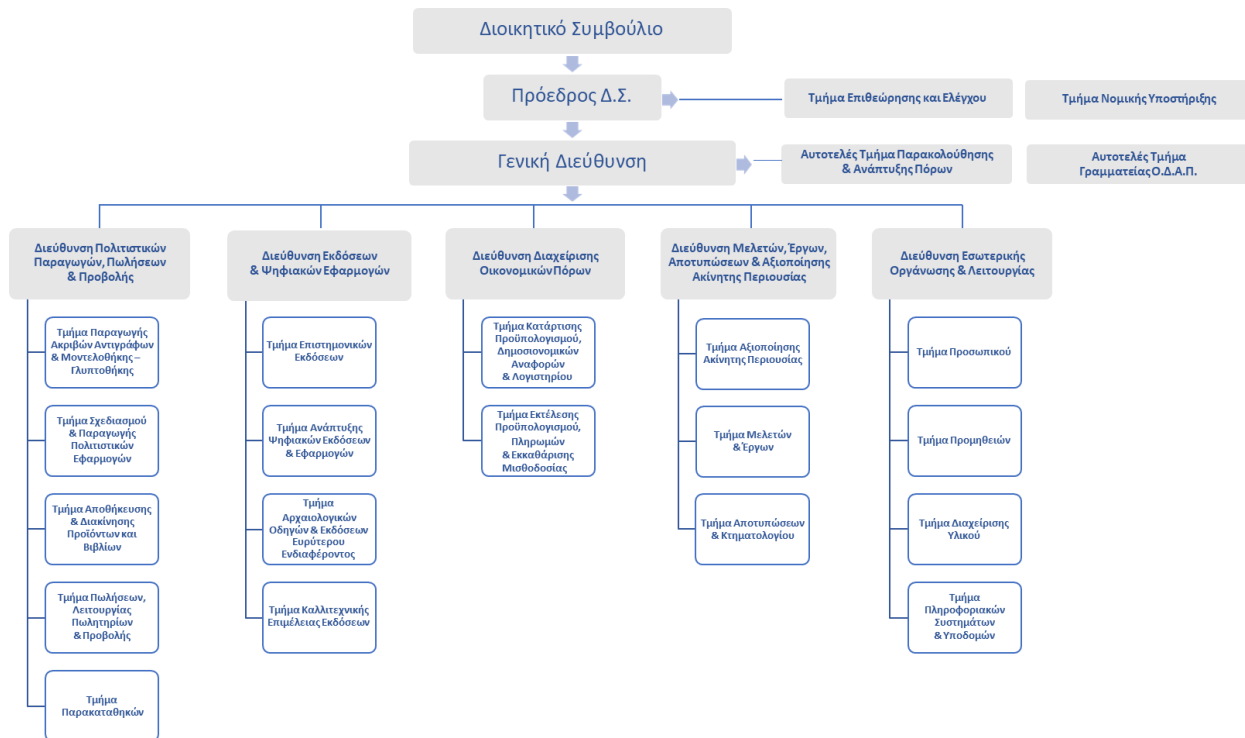 Διοικητικό Συμβούλιο
Πρόεδρος Δ.Σ.
Τμήμα Επιθεώρησης και Ελέγχου
Τμήμα Νομικής Υποστήριξης
Γενική Διεύθυνση
Αυτοτελές Τμήμα Παρακολούθησης
& Ανάπτυξης Πόρων
Αυτοτελές Τμήμα
Γραμματείας Ο.Δ.Α.Π.
Διεύθυνση Πολιτιστικών
Παραγωγών, Πωλήσεων
& Προβολής
Διεύθυνση Εκδόσεων
& Ψηφιακών Εφαρμογών
Διεύθυνση Διαχείρισης
Οικονομικών Πόρων
Διεύθυνση Μελετών, Έργων,
Αποτυπώσεων & Αξιοποίησης
Ακίνητης Περιουσίας
Διεύθυνση Εσωτερικής
Οργάνωσης & Λειτουργίας
Τμήμα Παραγωγής
Ακριβών Αντιγράφων
& Μοντελοθήκης –
Γλυπτοθήκης
Τμήμα Σχεδιασμού
& Παραγωγής
Πολιτιστικών
Εφαρμογών
Τμήμα Αποθήκευσης
& Διακίνησης
Προϊόντων και
Βιβλίων
Τμήμα Πωλήσεων,
Λειτουργίας
Πωλητηρίων
& Προβολής
Τμήμα
Παρακαταθηκών
Τμήμα Επιστημονικών
Εκδόσεων
Τμήμα Ανάπτυξης
Ψηφιακών Εκδόσεων
& Εφαρμογών
Τμήμα
Αρχαιολογικών
Οδηγών & Εκδόσεων
Ευρύτερου
Ενδιαφέροντος
Τμήμα Καλλιτεχνικής
Επιμέλειας Εκδόσεων
Τμήμα Κατάρτισης
Προϋπολογισμού,
Δημοσιονομικών
Αναφορών
& Λογιστηρίου
Τμήμα Εκτέλεσης
Προϋπολογισμού,
Πληρωμών
& Εκκαθάρισης
Μισθοδοσίας
Τμήμα Αξιοποίησης
Ακίνητης Περιουσίας
Τμήμα Μελετών
& Έργων
Τμήμα Αποτυπώσεων
& Κτηματολογίου
Τμήμα Προσωπικού
Τμήμα Προμηθειών
Τμήμα Διαχείρισης
Υλικού
Τμήμα
Πληροφοριακών
Συστημάτων
& Υποδομών